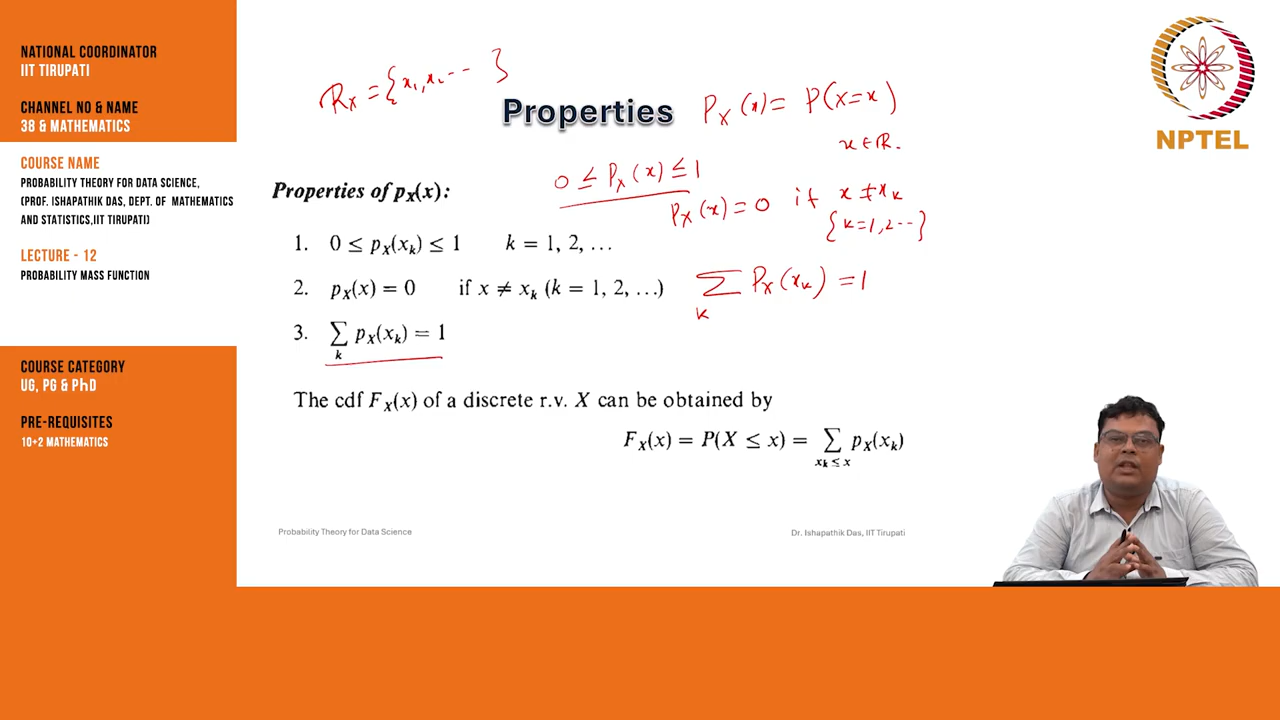 NATIONAL COORDINATOR
IIT TIRUPATI
CHANNEL NO & NAME
38 & MATHEMATICS
COURSE NAME
PROBABILITY THEORY FOR DATA SCIENCE,
(PROF. ISHAPATHIK DAS, DEPT. OF MATHEMATICS
AND STATISTICS,IIT TIRUPATI)
LECTURE - 12
PROBABILITY MASS FUNCTION
COURSE CATEGORY
UG, PG & PhD
PRE-REQUISITES
10+2 MATHEMATICS
R_X = {x₁, x₂, ... }
Properties
P_X(x) = P(X=x)
x ∈ ℝ.
0 ≤ P_X(x) ≤ 1
P_X(x) = 0 if x ≠ x_k
{k=1,2...}
∑_k P_X(x_k) = 1
Properties of p_X(x):
1. 0 ≤ p_X(x_k) ≤ 1 k = 1, 2, ...
2. p_X(x) = 0 if x ≠ x_k (k = 1, 2, ...)
3. ∑_k p_X(x_k) = 1
The cdf F_X(x) of a discrete r.v. X can be obtained by
F_X(x) = P(X ≤ x) = ∑_{x_k ≤ x} p_X(x_k)
Probability Theory for Data Science
Dr. Ishapathik Das, IIT Tirupati
NPTEL